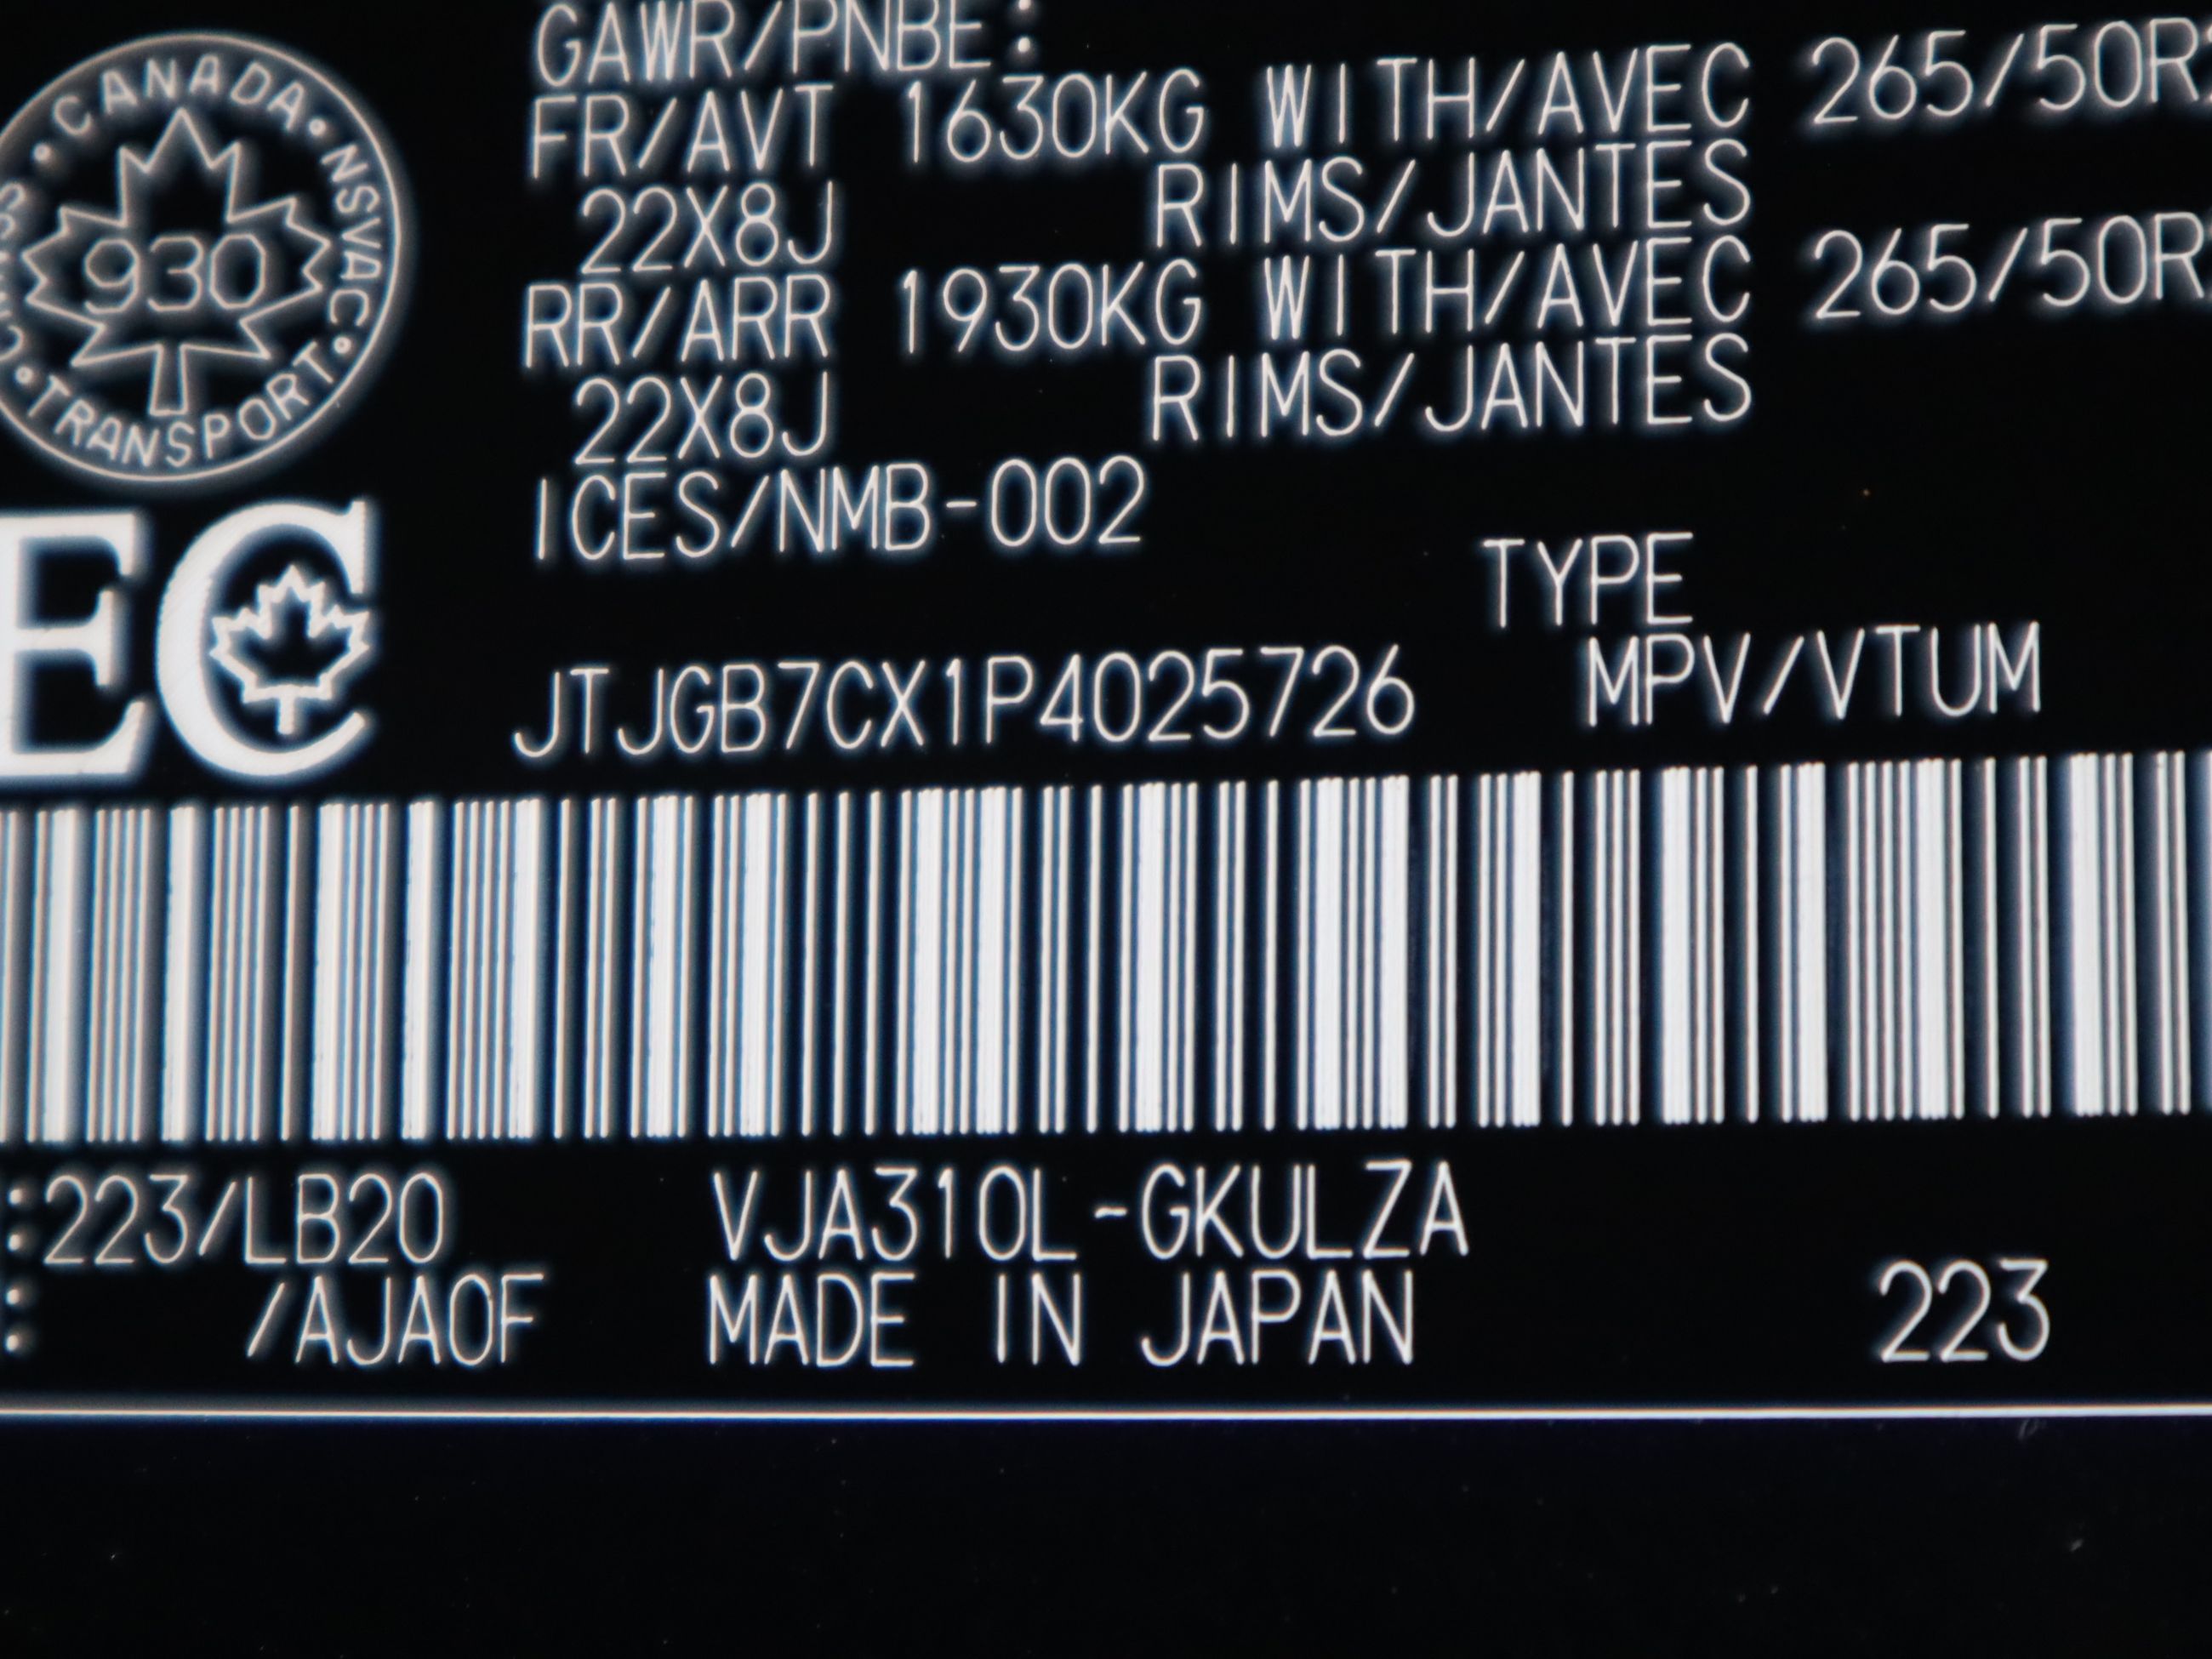 GAWR/PNBE:
FR/AVT 1630KG WITH/AVEC 265/50R
22X8J RIMS/JANTES
RR/ARR 1930KG WITH/AVEC 265/50R
22X8J RIMS/JANTES
ICES/NMB-002
CANADA • NSVAC •
• TRANSPORT
930
EC
TYPE
JTJGB7CX1P4025726 MPV/VTUM
:223/LB20 VJA310L-GKULZA
: /AJA0F MADE IN JAPAN 223